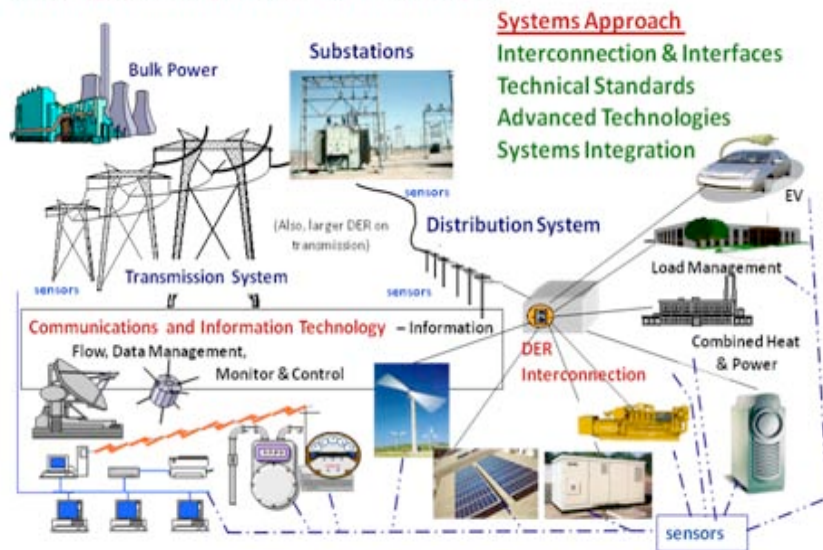 Systems Approach
Interconnection & Interfaces
Technical Standards
Advanced Technologies
Systems Integration
Bulk Power
Substations
sensors
EV
(Also, larger DER on
transmission)
Distribution System
Load Management
Transmission System
sensors
sensors
Communications and Information Technology – Information
Flow, Data Management,
Monitor & Control
DER
Interconnection
Combined Heat
& Power
sensors